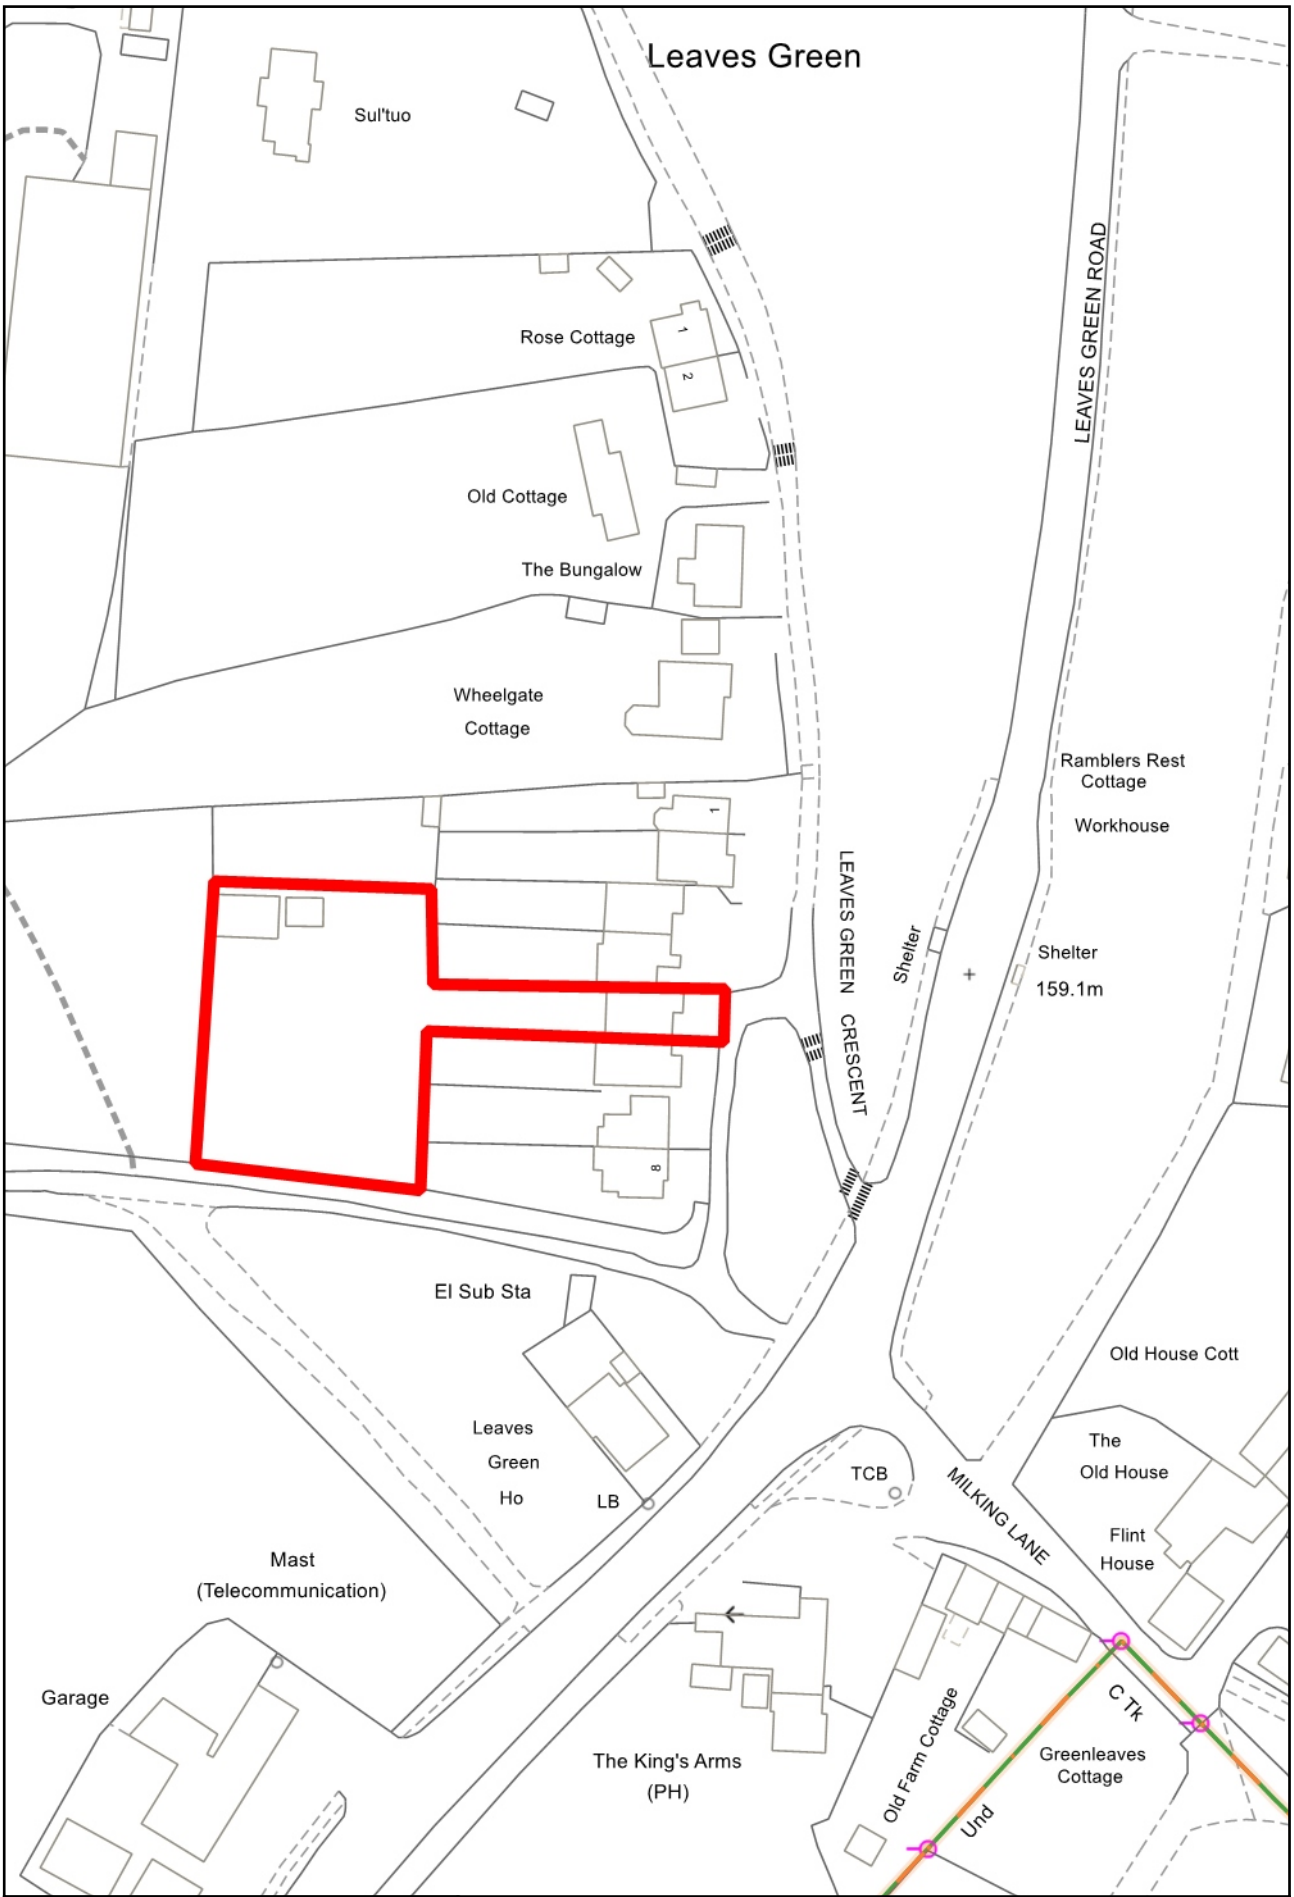 Leaves Green
Sul'tuo
LEAVES GREEN ROAD
Rose Cottage
1
2
Old Cottage
The Bungalow
Wheelgate
Cottage
Ramblers Rest
Cottage
Workhouse
1
LEAVES GREEN CRESCENT
Shelter
Shelter
159.1m
8
El Sub Sta
Old House Cott
Leaves
Green
Ho
LB
TCB
The
Old House
MILKING LANE
Flint
House
Mast
(Telecommunication)
Garage
The King's Arms
(PH)
Old Farm Cottage
C Tk
Greenleaves
Cottage
Und